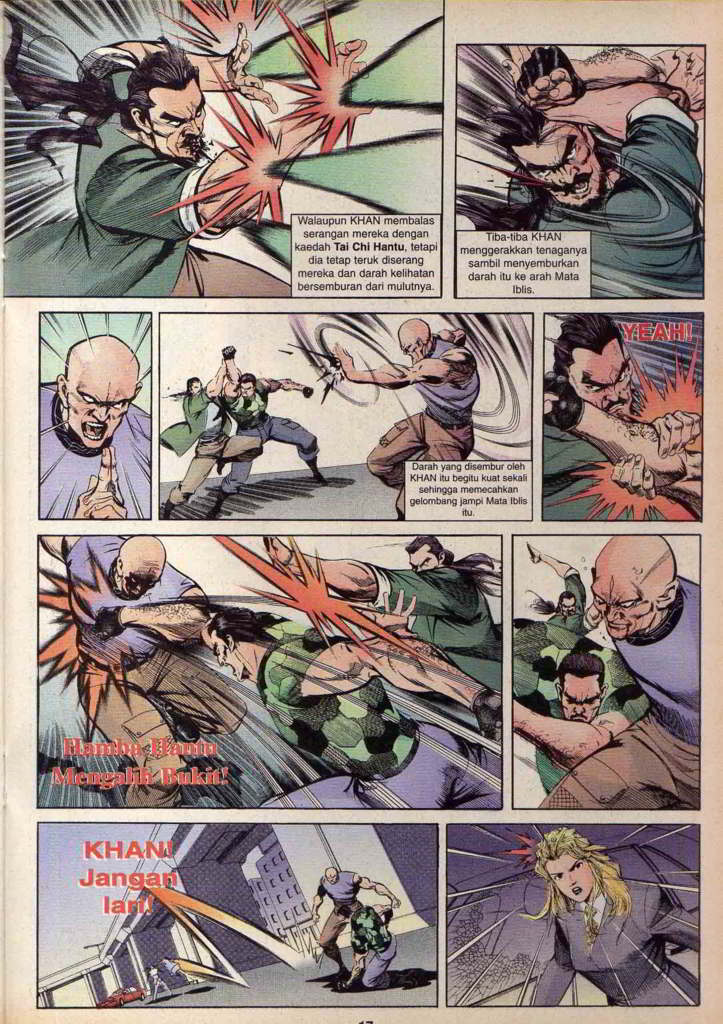 Walaupun KHAN membalas
serangan mereka dengan
kaedah Tai Chi Hantu, tetapi
dia tetap teruk diserang
mereka dan darah kelihatan
bersemburan dari mulutnya.
Tiba-tiba KHAN
menggerakkan tenaganya
sambil menyemburkan
darah itu ke arah Mata
Iblis.
Darah yang disembur oleh
KHAN itu begitu kuat sekali
sehingga memecahkan
gelombang jampi Mata Iblis
itu.
YEAH!
Hamba Hantu
Mengalih Bukit!
KHAN!
Jangan
lari!
17